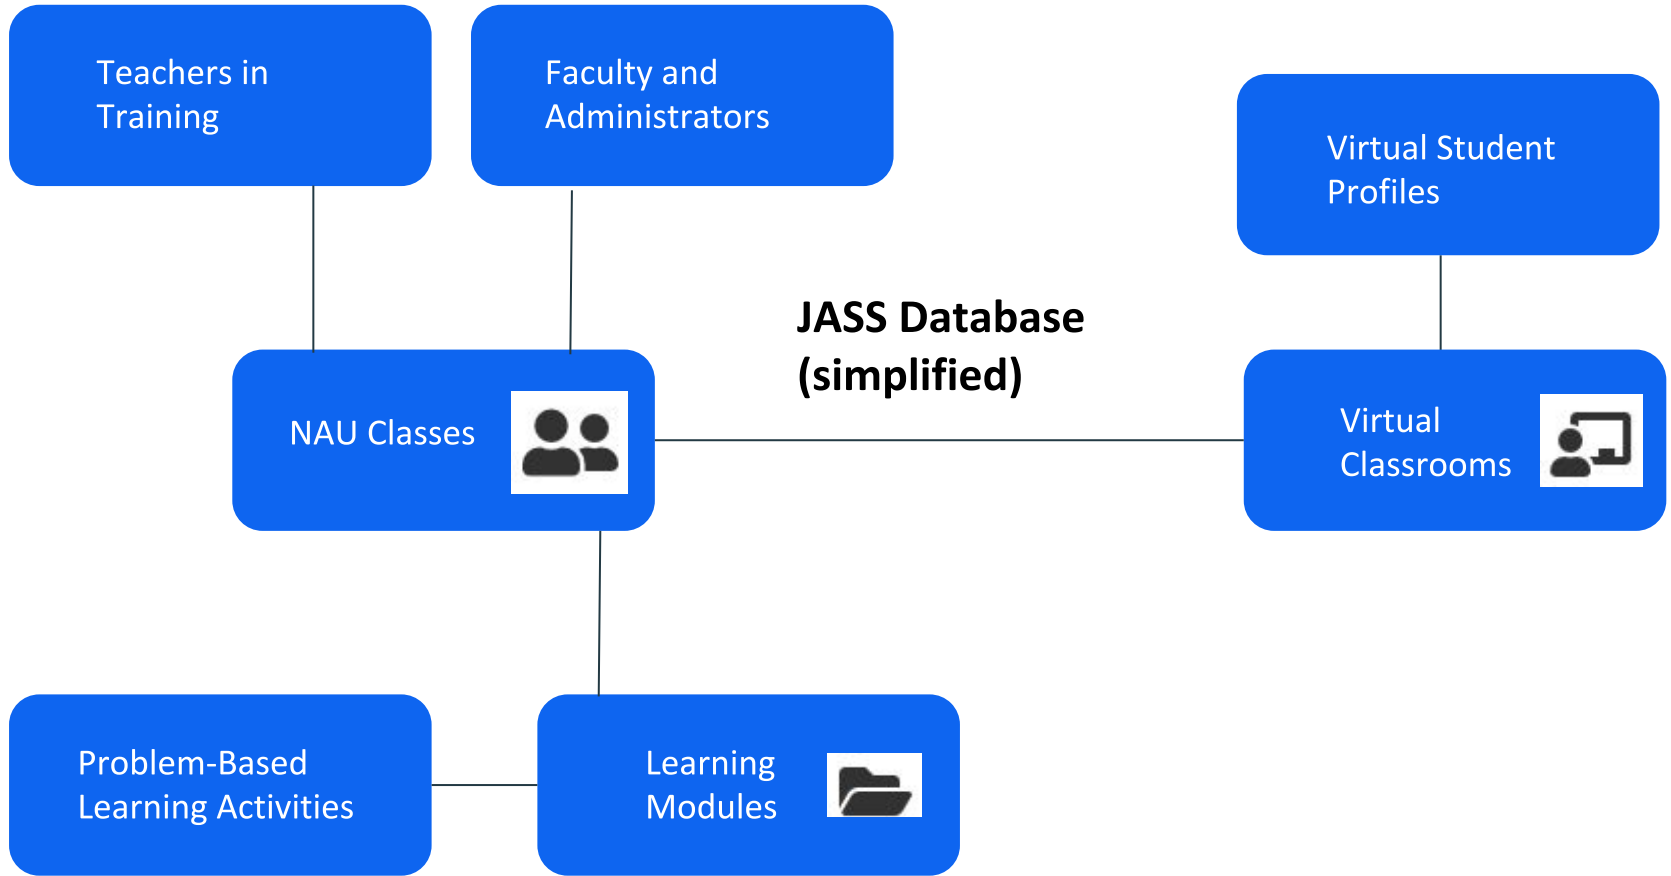 Teachers in
Training
Faculty and
Administrators
Virtual Student
Profiles
JASS Database
(simplified)
NAU Classes
Virtual
Classrooms
Problem-Based
Learning Activities
Learning
Modules